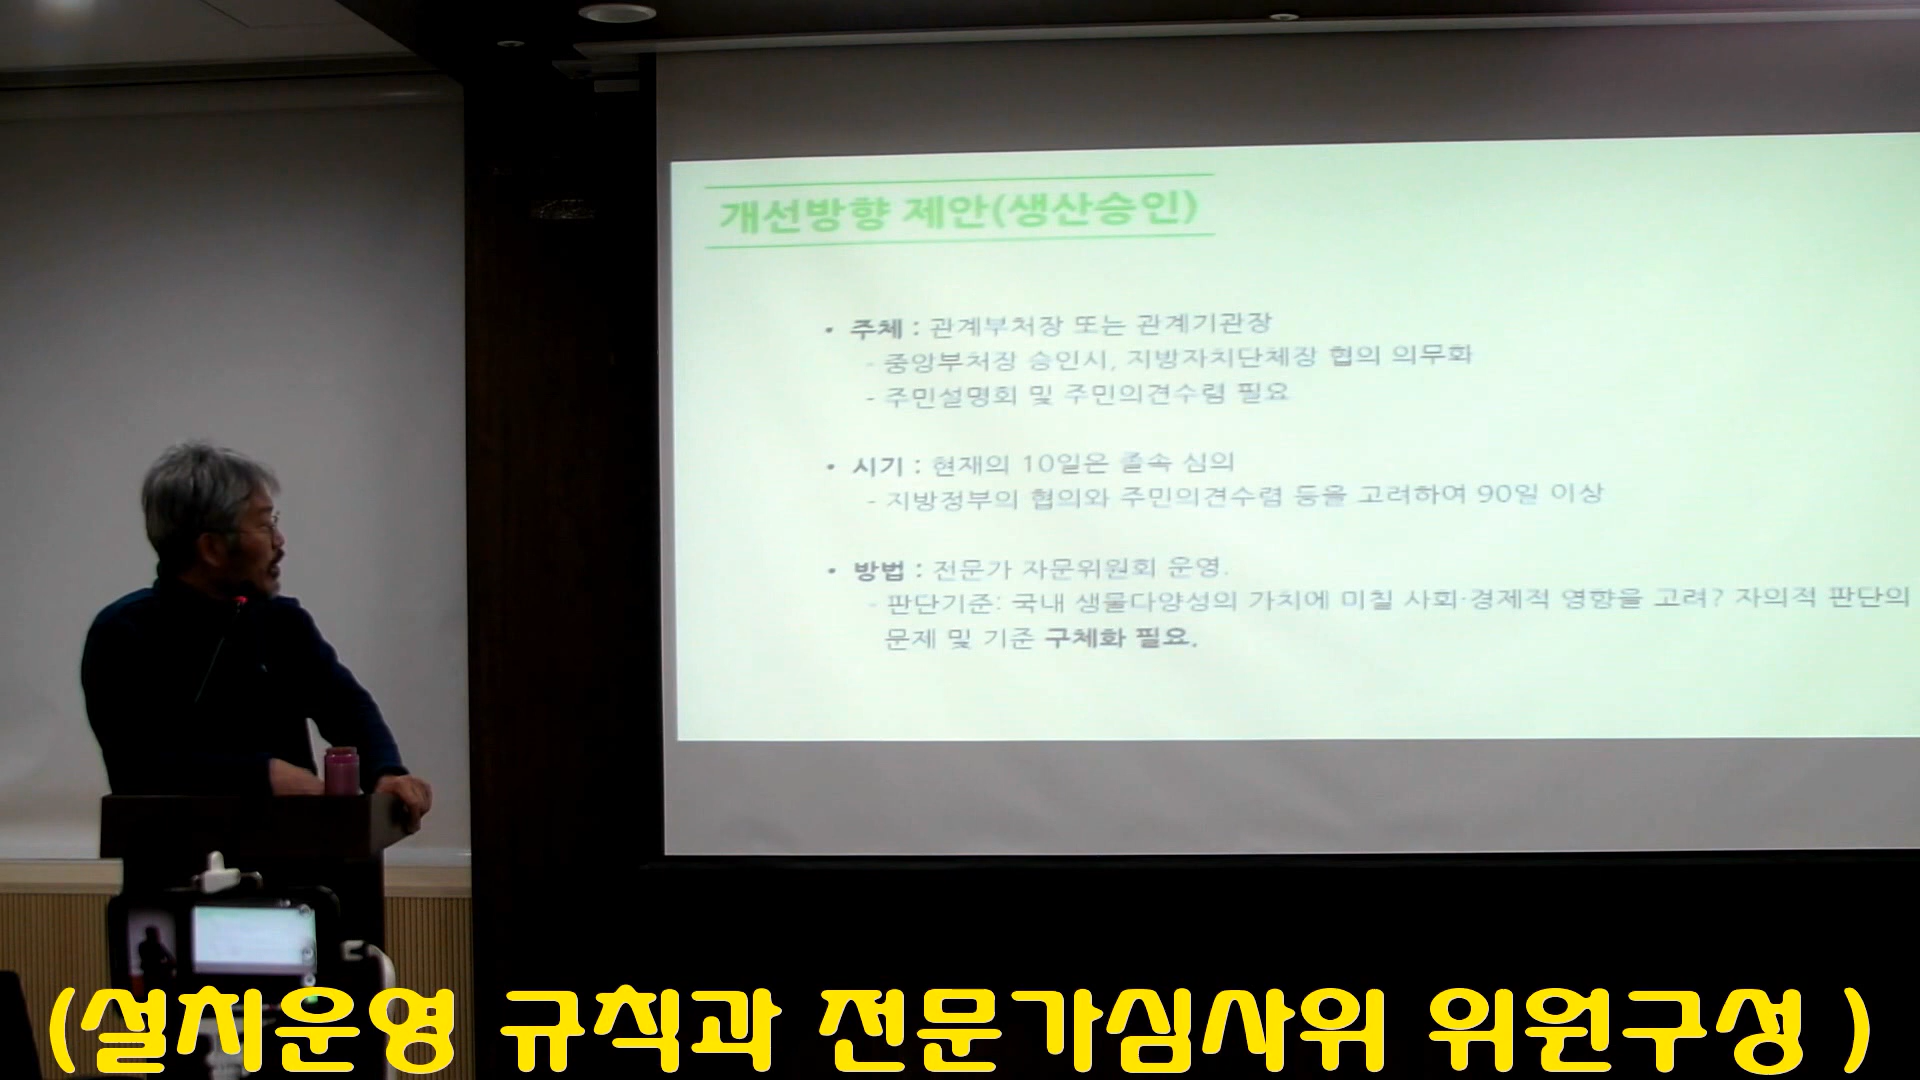 개선방향 제안(생산승인)
• 주체 : 관계부처장 또는 관계기관장
- 중앙부처장 승인시, 지방자치단체장 협의 의무화
- 주민설명회 및 주민의견수렴 필요
• 시기 : 현재의 10일은 졸속 심의
- 지방정부의 협의와 주민의견수렴 등을 고려하여 90일 이상
• 방법 : 전문가 자문위원회 운영.
- 판단기준: 국내 생물다양성의 가치에 미칠 사회·경제적 영향을 고려? 자의적 판단의
문제 및 기준 구체화 필요.
(설치운영 규칙과 전문가심사위 위원구성 )